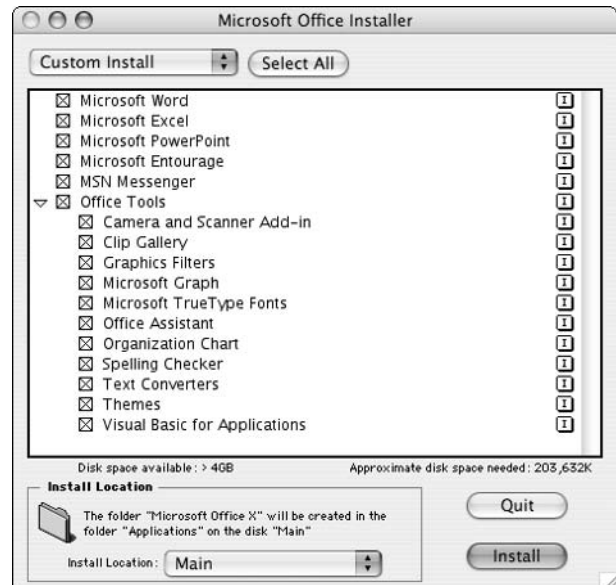 Microsoft Office Installer
Custom Install
Select All
Microsoft Word
Microsoft Excel
Microsoft PowerPoint
Microsoft Entourage
MSN Messenger
Office Tools
Camera and Scanner Add-in
Clip Gallery
Graphics Filters
Microsoft Graph
Microsoft TrueType Fonts
Office Assistant
Organization Chart
Spelling Checker
Text Converters
Themes
Visual Basic for Applications
Disk space available: > 4GB
Approximate disk space needed: 203,632K
Install Location
The folder "Microsoft Office X" will be created in the
folder "Applications" on the disk "Main"
Install Location: Main
Quit
Install